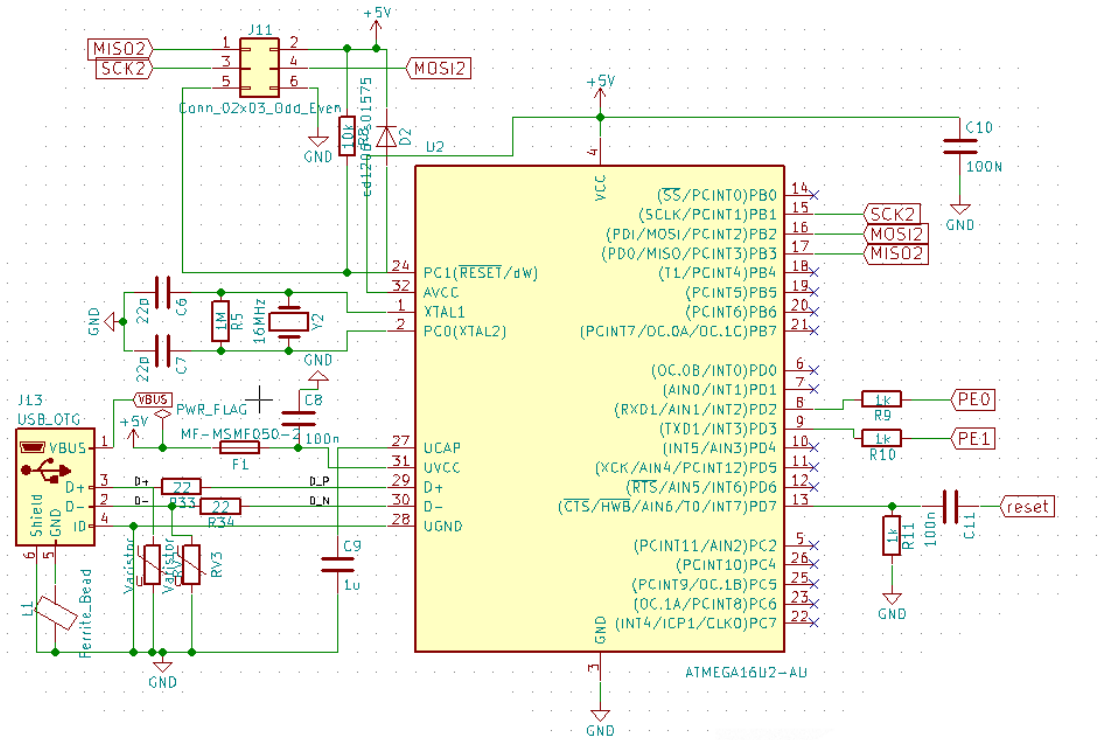 +5V
J11
MISO2 1 2
SCK2 3 4 MOSI2
5 6
Conn_02x03_Odd_Even
GND
10k
D2
+5V
C10
100N
GND
U2
4
VCC
(SS/PCINT0)PB0 14
(SCLK/PCINT1)PB1 15 SCK2
(PDI/MOSI/PCINT2)PB2 16 MOSI2
(PDO/MISO/PCINT3)PB3 17 MISO2
24 PC1(RESET/dW) (T1/PCINT4)PB4 18
32 AVCC (PCINT5)PB5 19
1 XTAL1 (PCINT6)PB6 20
2 PC0(XTAL2) (PCINT7/OC.0A/OC.1C)PB7 21
GND
22p
C6
1M
R5
16MHz
Y2
22p
C7
GND
(OC.0B/INT0)PD0 6
(AIN0/INT1)PD1 7
(RXD1/AIN1/INT2)PD2 8 1k PE0
R9
(TXD1/INT3)PD3 9 1k PE1
R10
(INT5/AIN3)PD4 10
(XCK/AIN4/PCINT12)PD5 11
(RTS/AIN5/INT6)PD6 12
(CTS/HWB/AIN6/T0/INT7)PD7 13
reset
R11
1k
100n
C11
GND
J13
USB_OTG
VBUS
PWR_FLAG
+5V
C8
100n
MF-MSMF050-2
F1
VBUS 1
D+ 3 D+ 22 D_P
R33
D- 2 D- 22 D_N
R34
ID 4
Shield
GND
6 5
27 UCAP
31 UVCC
29 D+
30 D-
28 UGND
Varistor
Varistor
RV3
C9
1u
L1
Ferrite_Bead
GND
(PCINT11/AIN2)PC2 5
(PCINT10)PC4 26
(PCINT9/OC.1B)PC5 25
(OC.1A/PCINT8)PC6 23
(INT4/ICP1/CLK0)PC7 22
GND
3
ATMEGA16U2-AU
GND